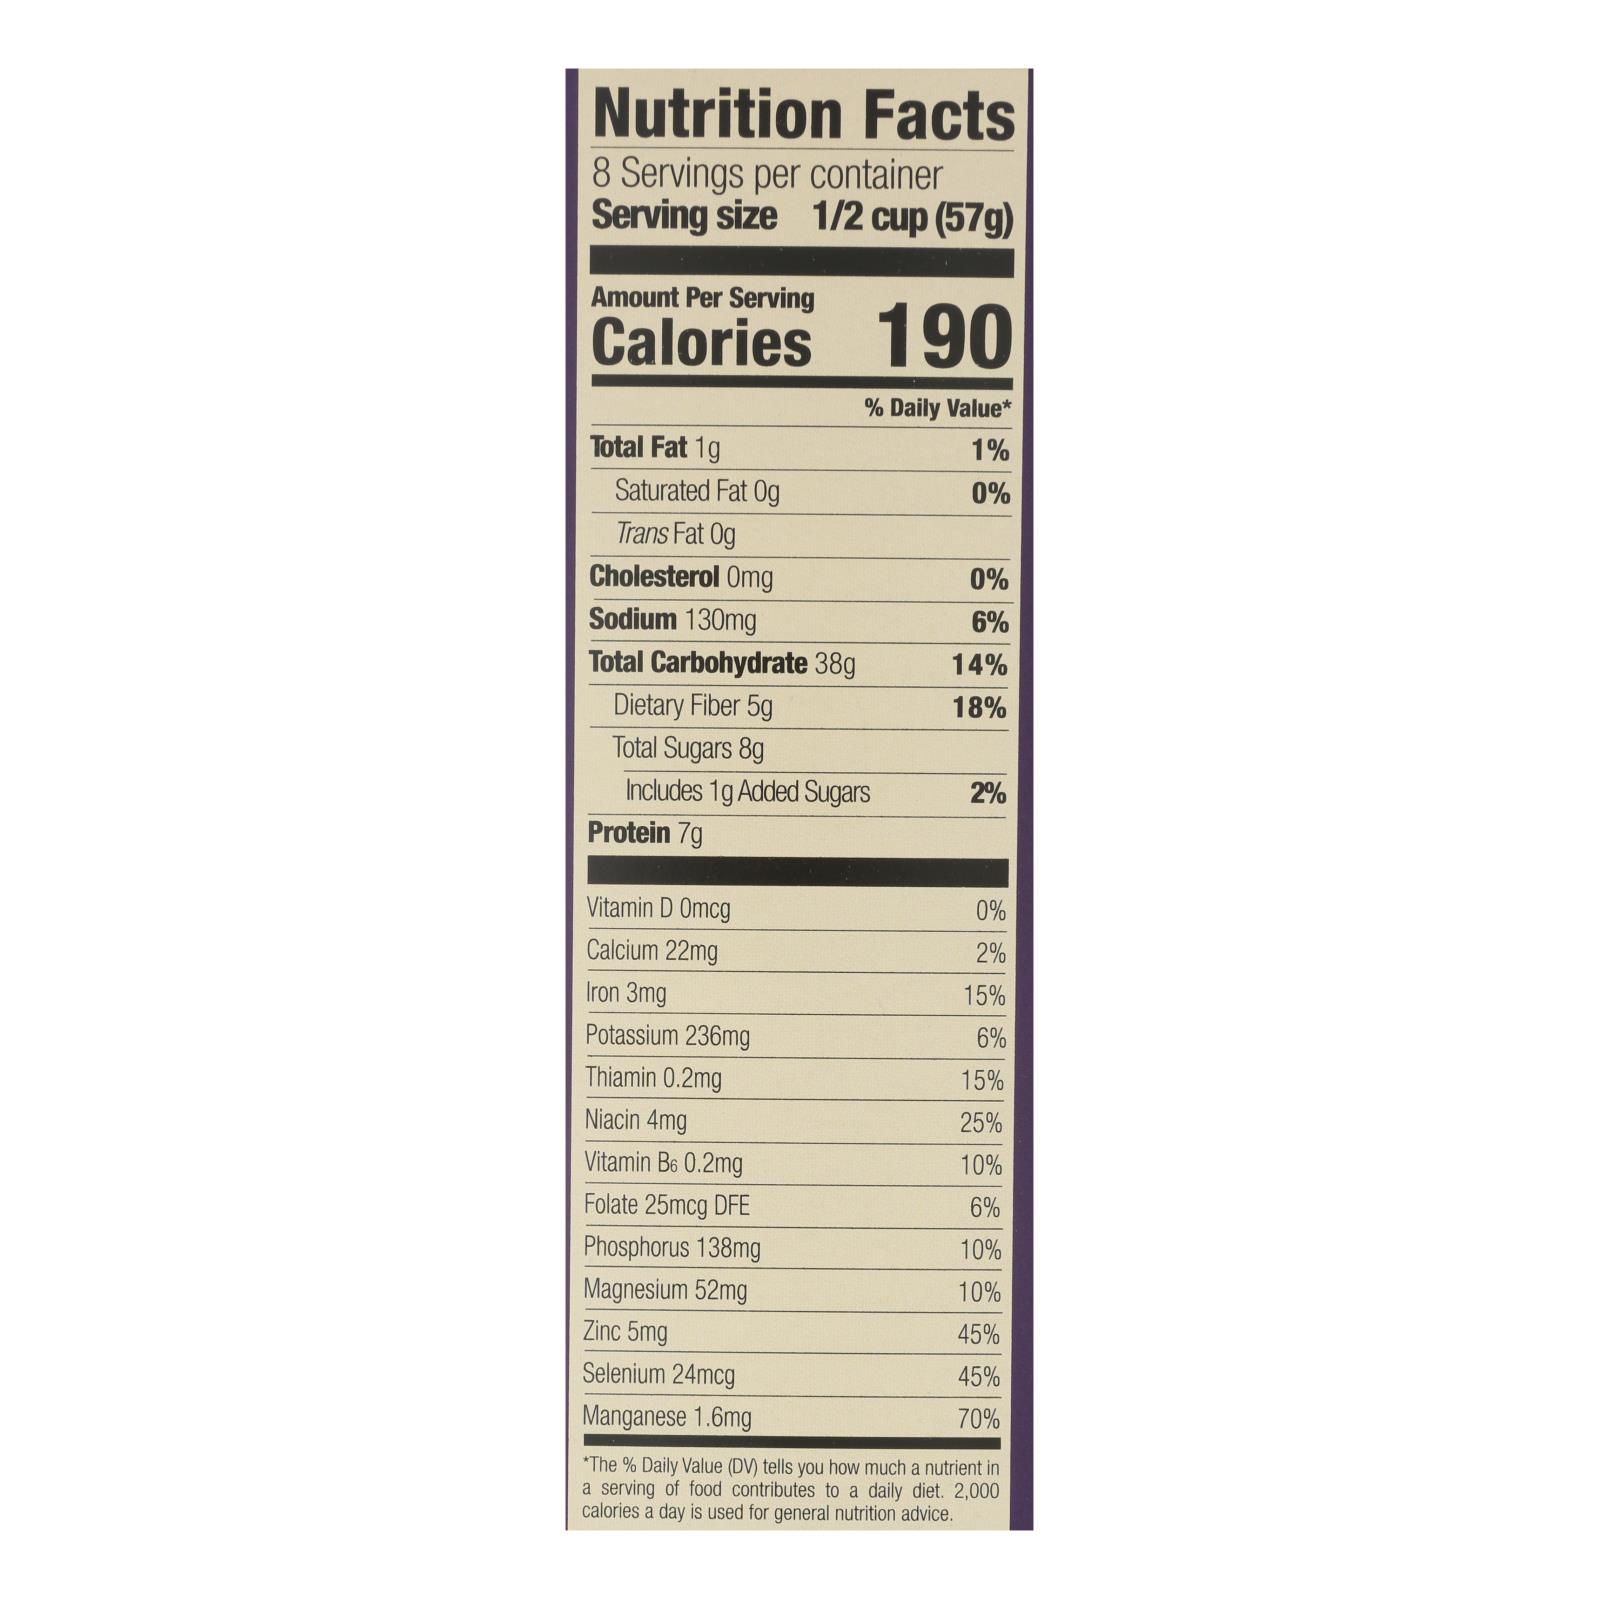 Nutrition Facts
8 Servings per container
Serving size 1/2 cup (57g)
Amount Per Serving
Calories 190
% Daily Value*
Total Fat 1g 1%
Saturated Fat 0g 0%
Trans Fat 0g
Cholesterol 0mg 0%
Sodium 130mg 6%
Total Carbohydrate 38g 14%
Dietary Fiber 5g 18%
Total Sugars 8g
Includes 1g Added Sugars 2%
Protein 7g
Vitamin D 0mcg 0%
Calcium 22mg 2%
Iron 3mg 15%
Potassium 236mg 6%
Thiamin 0.2mg 15%
Niacin 4mg 25%
Vitamin B₆ 0.2mg 10%
Folate 25mcg DFE 6%
Phosphorus 138mg 10%
Magnesium 52mg 10%
Zinc 5mg 45%
Selenium 24mcg 45%
Manganese 1.6mg 70%
*The % Daily Value (DV) tells you how much a nutrient in
a serving of food contributes to a daily diet. 2,000
calories a day is used for general nutrition advice.